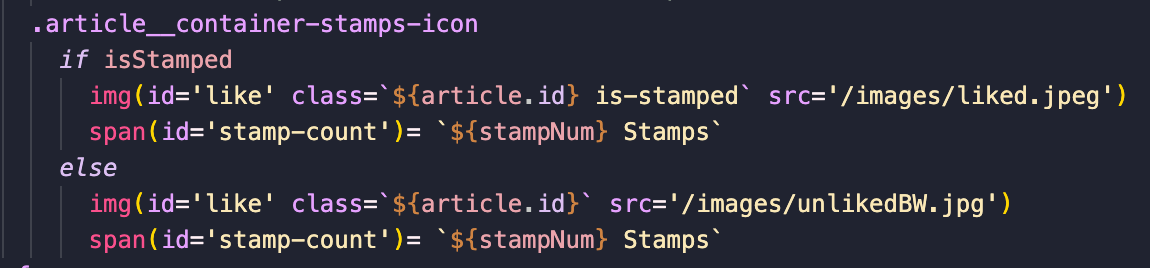 .article__container-stamps-icon
if isStamped
img(id='like' class=`${article.id} is-stamped` src='/images/liked.jpeg')
span(id='stamp-count')= `${stampNum} Stamps`
else
img(id='like' class=`${article.id}` src='/images/unlikedBW.jpg')
span(id='stamp-count')= `${stampNum} Stamps`